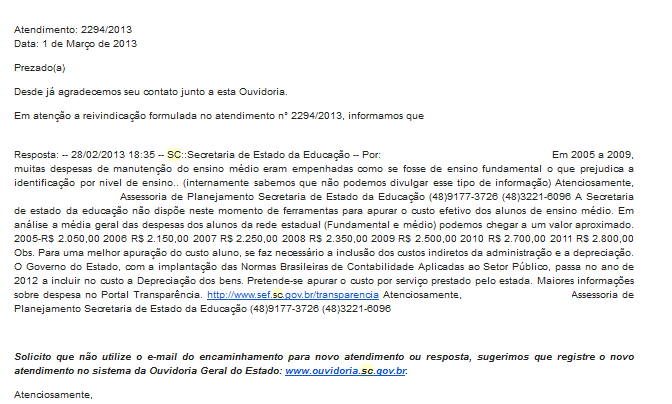 Atendimento: 2294/2013
Data: 1 de Março de 2013
Prezado(a)
Desde já agradecemos seu contato junto a esta Ouvidoria.
Em atenção a reivindicação formulada no atendimento n° 2294/2013, informamos que
Resposta: -- 28/02/2013 18:35 -- SC::Secretaria de Estado da Educação -- Por: Em 2005 a 2009,
muitas despesas de manutenção do ensino médio eram empenhadas como se fosse de ensino fundamental o que prejudica a
identificação por nivel de ensino.. (internamente sabemos que não podemos divulgar esse tipo de informação) Atenciosamente,
Assessoria de Planejamento Secretaria de Estado da Educação (48)9177-3726 (48)3221-6096 A Secretaria
de estado da educação não dispõe neste momento de ferramentas para apurar o custo efetivo dos alunos de ensino médio. Em
análise a média geral das despesas dos alunos da rede estadual (Fundamental e médio) podemos chegar a um valor aproximado.
2005-R$ 2.050,00 2006 R$ 2.150,00 2007 R$ 2.250,00 2008 R$ 2.350,00 2009 R$ 2.500,00 2010 R$ 2.700,00 2011 R$ 2.800,00
Obs. Para uma melhor apuração do custo aluno, se faz necessário a inclusão dos custos indiretos da administração e a depreciação.
O Governo do Estado, com a implantação das Normas Brasileiras de Contabilidade Aplicadas ao Setor Público, passa no ano de
2012 a incluir no custo a Depreciação dos bens. Pretende-se apurar o custo por serviço prestado pelo estado. Maiores informações
sobre despesa no Portal Transparência. http://www.sef.sc.gov.br/transparencia Atenciosamente, Assessoria de
Planejamento Secretaria de Estado da Educação (48)9177-3726 (48)3221-6096
Solicito que não utilize o e-mail do encaminhamento para novo atendimento ou resposta, sugerimos que registre o novo
atendimento no sistema da Ouvidoria Geral do Estado: www.ouvidoria.sc.gov.br.
Atenciosamente,